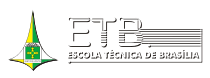 ETB
ESCOLA TÉCNICA DE BRASÍLIA